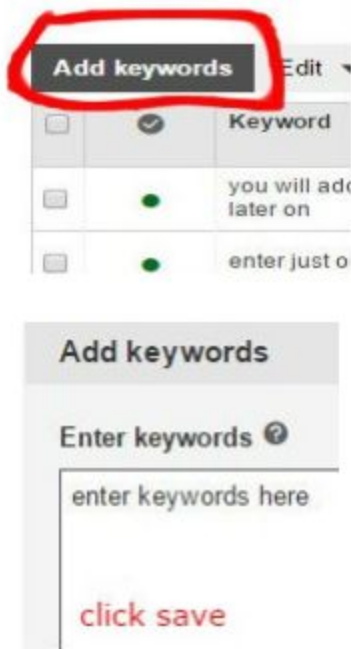 Add keywords Edit
Keyword
you will add
later on
enter just o
Add keywords
Enter keywords
enter keywords here
click save